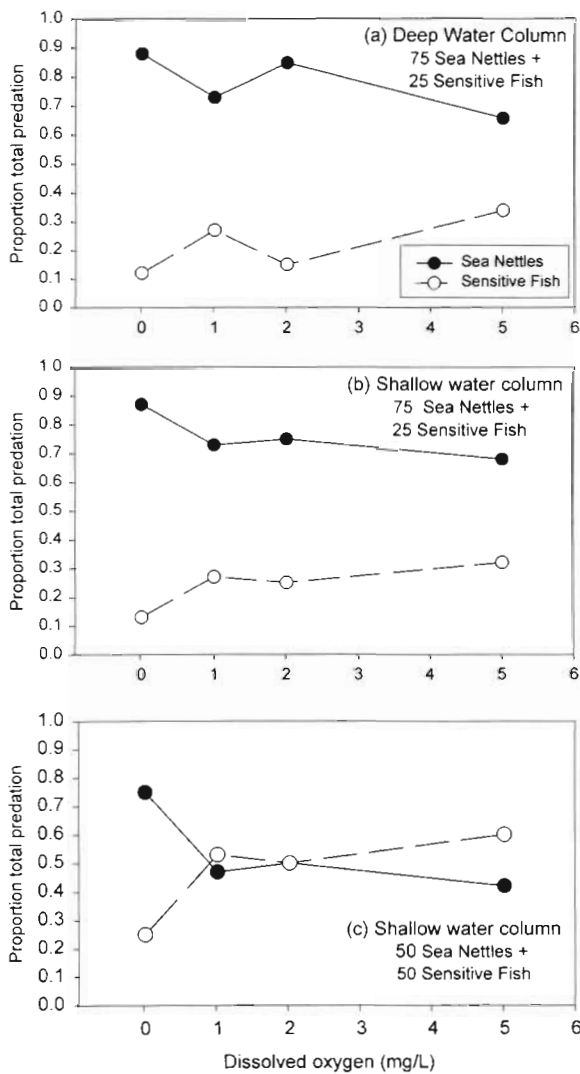 (a) Deep Water Column
75 Sea Nettles +
25 Sensitive Fish
Proportion total predation
1.0
0.9
0.8
0.7
0.6
0.5
0.4
0.3
0.2
0.1
0.0
Sea Nettles
Sensitive Fish
0 1 2 3 4 5 6
(b) Shallow water column
75 Sea Nettles +
25 Sensitive Fish
Proportion total predation
1.0
0.9
0.8
0.7
0.6
0.5
0.4
0.3
0.2
0.1
0.0
0 1 2 3 4 5 6
Proportion total predation
1.0
0.9
0.8
0.7
0.6
0.5
0.4
0.3
0.2
0.1
0.0
(c) Shallow water column
50 Sea Nettles +
50 Sensitive Fish
0 1 2 3 4 5 6
Dissolved oxygen (mg/L)